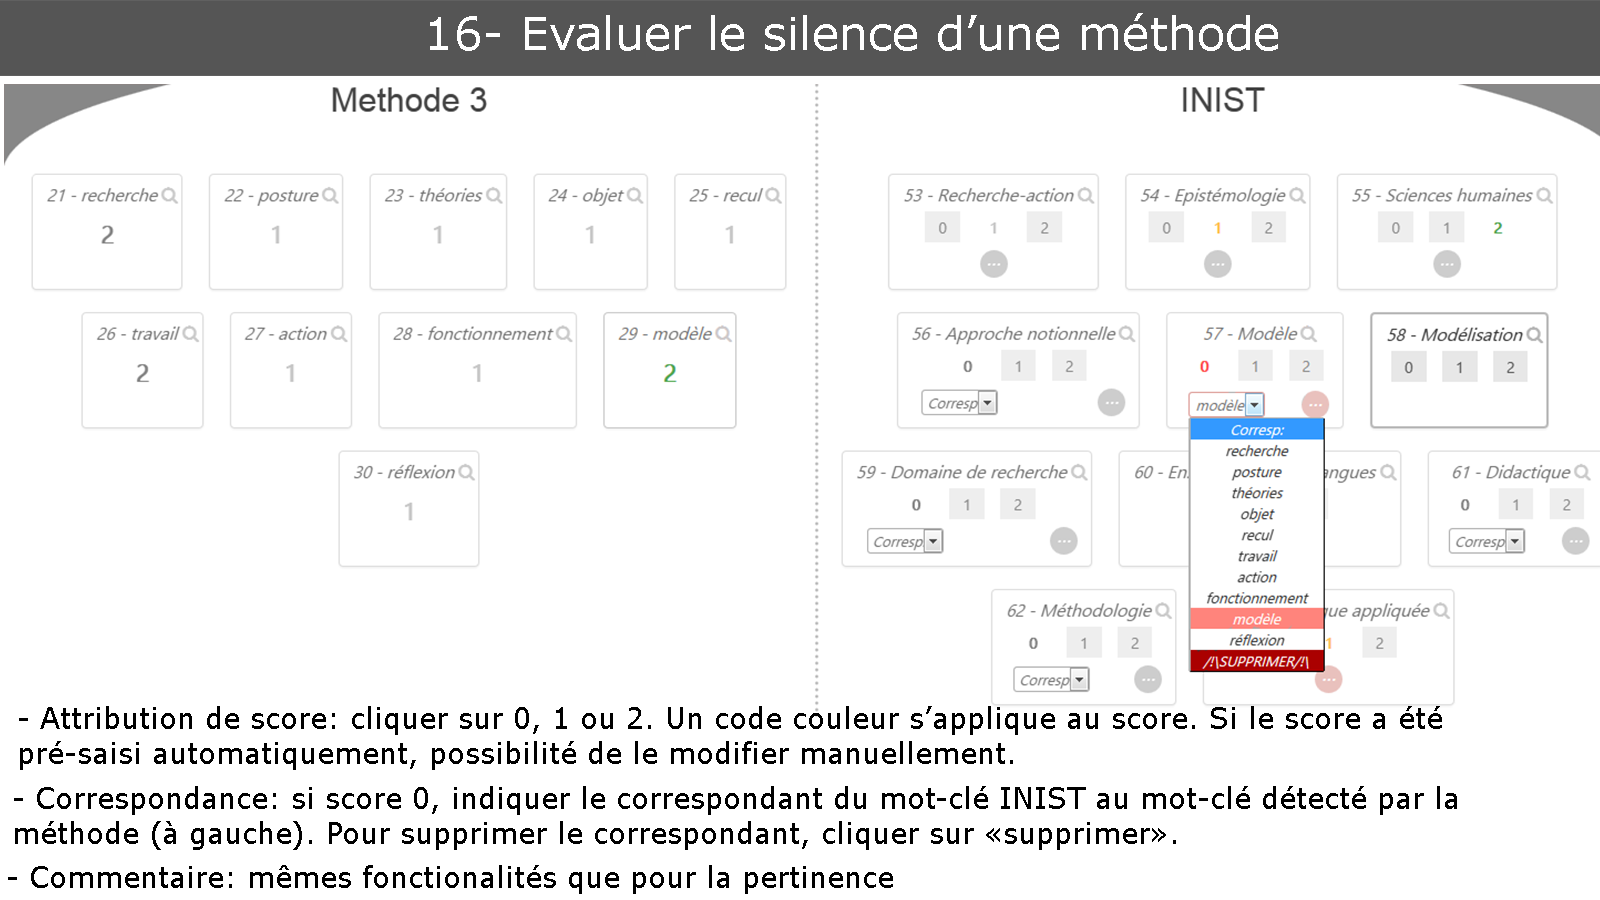 16- Evaluer le silence d’une méthode
Methode 3
INIST
21 - recherche
2
22 - posture
1
23 - théories
1
24 - objet
1
25 - recul
1
26 - travail
2
27 - action
1
28 - fonctionnement
1
29 - modèle
2
30 - réflexion
1
53 - Recherche-action
0 1 2
54 - Epistémologie
0 1 2
55 - Sciences humaines
0 1 2
56 - Approche notionnelle
0 1 2
Corresp
57 - Modèle
0 1 2
modèle
58 - Modélisation
0 1 2
Corresp:
recherche
posture
théories
objet
recul
travail
action
fonctionnement
modèle
réflexion
/!\SUPPRIMER/!\
59 - Domaine de recherche
0 1 2
Corresp
60 - En
angues
61 - Didactique
0 1 2
Corresp
62 - Méthodologie
0 1 2
Corresp
que appliquée
1 2
- Attribution de score: cliquer sur 0, 1 ou 2. Un code couleur s’applique au score. Si le score a été
pré-saisi automatiquement, possibilité de le modifier manuellement.
- Correspondance: si score 0, indiquer le correspondant du mot-clé INIST au mot-clé détecté par la
méthode (à gauche). Pour supprimer le correspondant, cliquer sur «supprimer».
- Commentaire: mêmes fonctionalités que pour la pertinence